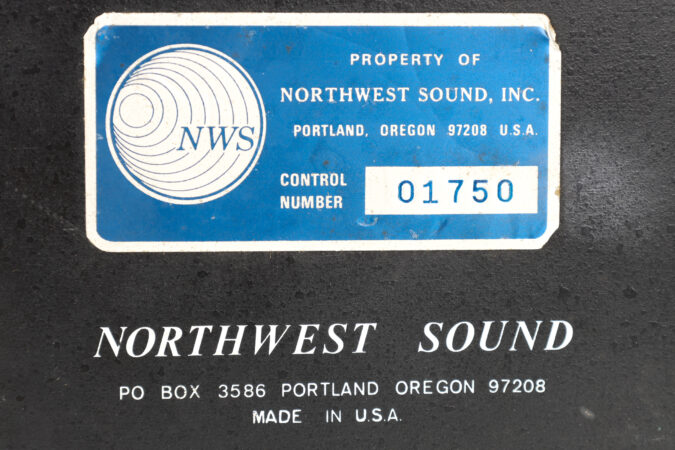 NWS
PROPERTY OF
NORTHWEST SOUND, INC.
PORTLAND, OREGON 97208 U.S.A.
CONTROL
NUMBER
01750
NORTHWEST SOUND
PO BOX 3586 PORTLAND OREGON 97208
MADE IN U.S.A.